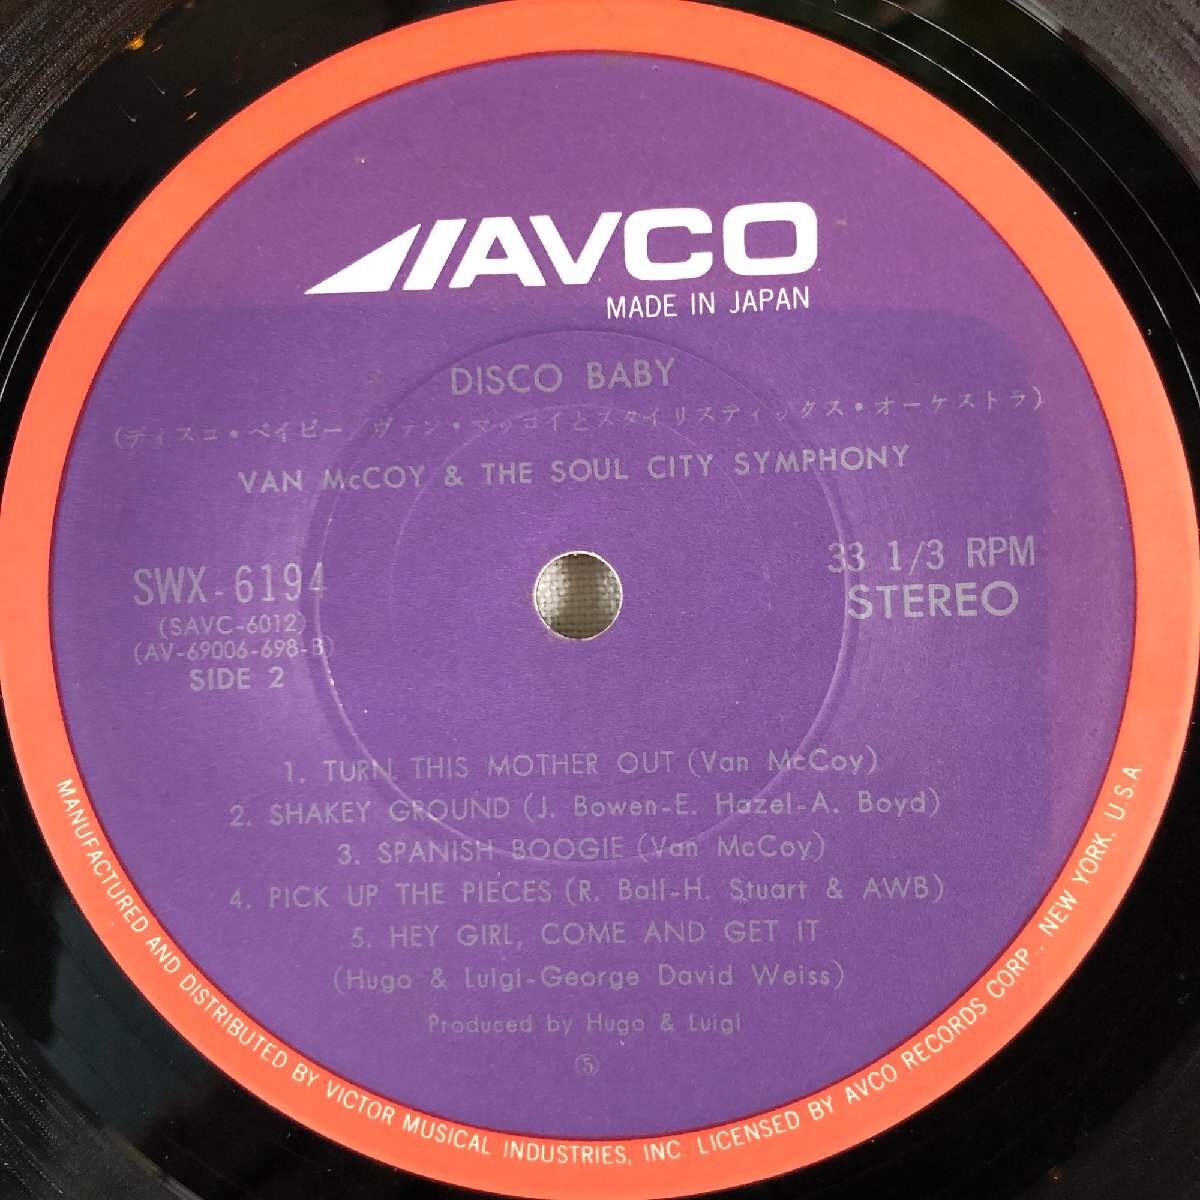 AVCO
MADE IN JAPAN
DISCO BABY
(ディスコ・ベイビー ヴァン・マッコイとスタイリスティックス・オーケストラ)
VAN McCOY & THE SOUL CITY SYMPHONY
SWX-6194
(SAVC-6012)
(AV-69006-698-B)
SIDE 2
33 1/3 RPM
STEREO
1. TURN THIS MOTHER OUT (Van McCoy)
2. SHAKEY GROUND (J. Bowen-E. Hazel-A. Boyd)
3. SPANISH BOOGIE (Van McCoy)
4. PICK UP THE PIECES (R. Ball-H. Stuart & AWB)
5. HEY GIRL, COME AND GET IT
(Hugo & Luigi-George David Weiss)
Produced by Hugo & Luigi
⑤
MANUFACTURED AND DISTRIBUTED BY VICTOR MUSICAL INDUSTRIES, INC. LICENSED BY AVCO RECORDS CORP., NEW YORK, U.S.A.